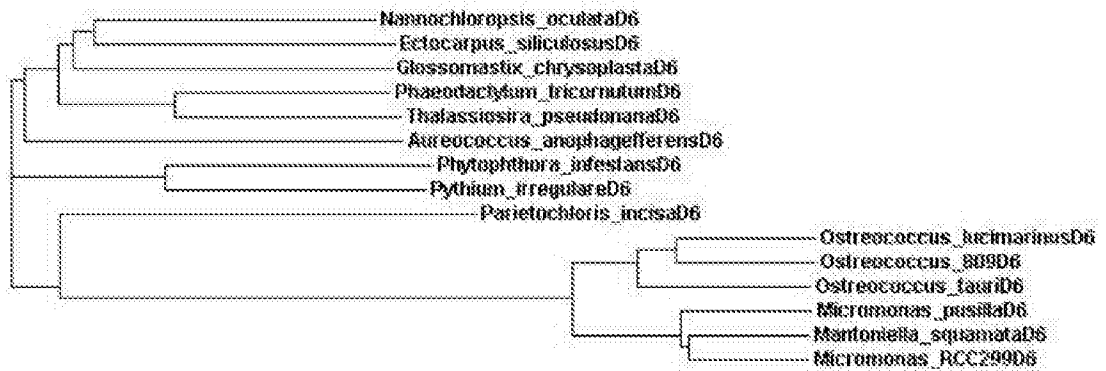 Nannochloropsis_oculataD6
Ectocarpus_siliculosusD6
Glossomastix_chrysoplastaD6
Phaeodactylum_tricornutumD6
Thalassiosira_pseudonanaD6
Aureococcus_anophagefferensD6
Phytophthora_infestansD6
Pythium_irregulareD6
Parietochloris_incisaD6
Ostreococcus_lucimarinusD6
Ostreococcus_809D6
Ostreococcus_tauriD6
Micromonas_pusillaD6
Mantoniella_squamataD6
Micromonas_RCC299D6